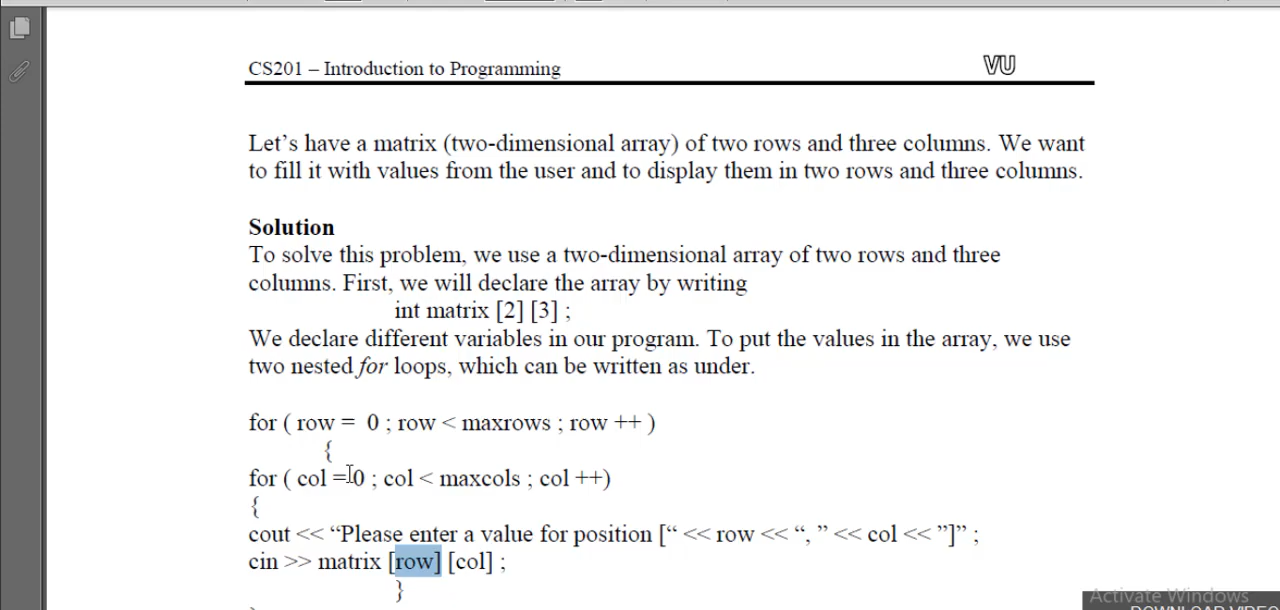 CS201 – Introduction to Programming VU
Let's have a matrix (two-dimensional array) of two rows and three columns. We want
to fill it with values from the user and to display them in two rows and three columns.
Solution
To solve this problem, we use a two-dimensional array of two rows and three
columns. First, we will declare the array by writing
int matrix [2] [3] ;
We declare different variables in our program. To put the values in the array, we use
two nested for loops, which can be written as under.
for ( row = 0 ; row < maxrows ; row ++ )
{
for ( col = 0 ; col < maxcols ; col ++)
{
cout << “Please enter a value for position [“ << row << “, ” << col << ”]” ;
cin >> matrix [row] [col] ;
}
Activate Windows
DOWNLOAD VIDEO